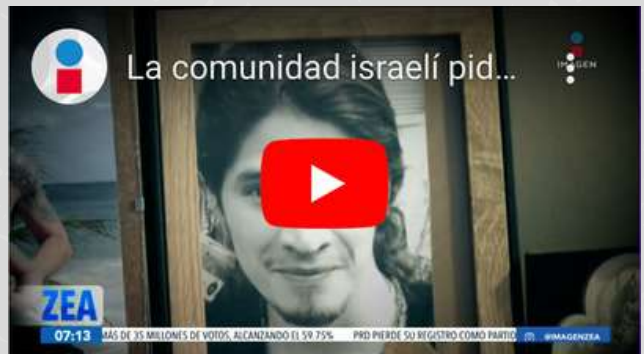 La comunidad israelí pid...
IMAGEN
ZEA
07:13 MÁS DE 35 MILLONES DE VOTOS, ALCANZANDO EL 59.75% PRD PIERDE SU REGISTRO COMO PARTID @IMAGENZEA